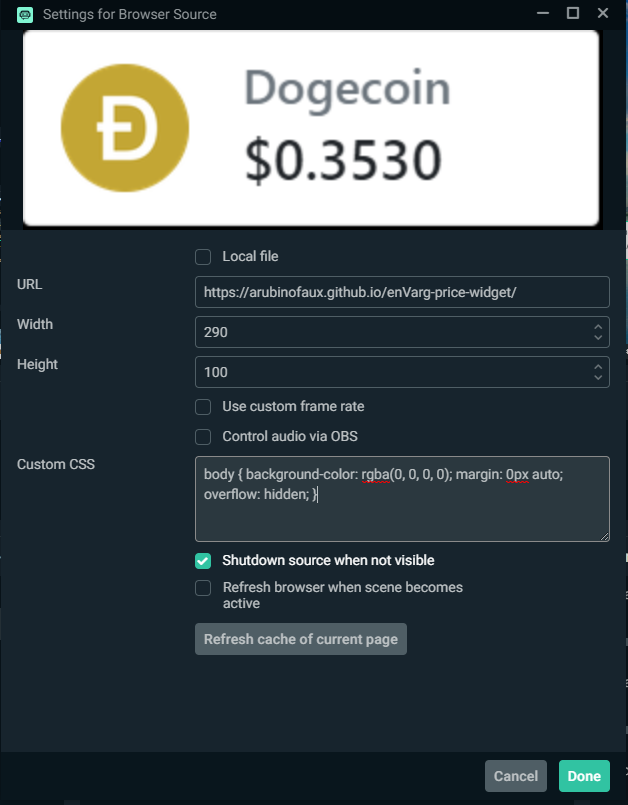 Settings for Browser Source
Dogecoin
$0.3530
Local file
URL
https://arubinofaux.github.io/enVarg-price-widget/
Width
290
Height
100
Use custom frame rate
Control audio via OBS
Custom CSS
body { background-color: rgba(0, 0, 0, 0); margin: 0px auto;
overflow: hidden; }
Shutdown source when not visible
Refresh browser when scene becomes
active
Refresh cache of current page
Cancel
Done